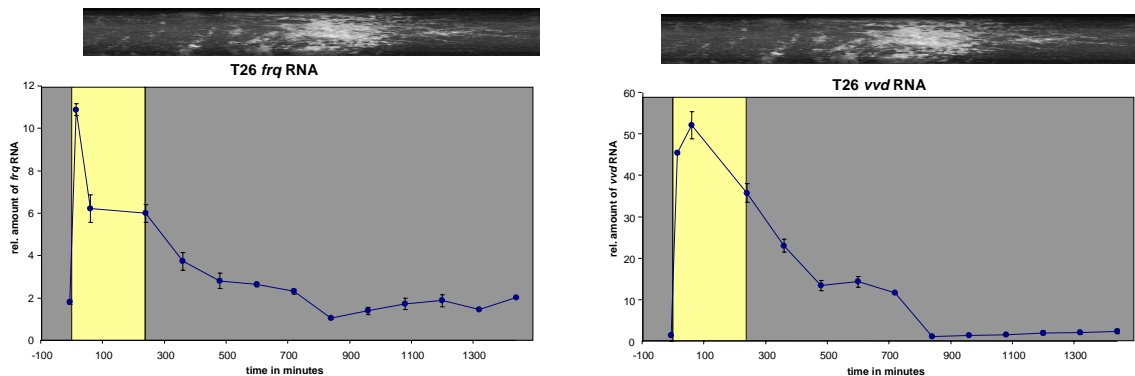 T26 frq RNA
12
10
8
6
4
2
0
rel. amount of frq RNA
-100 100 300 500 700 900 1100 1300
time in minutes
T26 vvd RNA
60
50
40
30
20
10
0
rel. amount of vvd RNA
-100 100 300 500 700 900 1100 1300
time in minutes